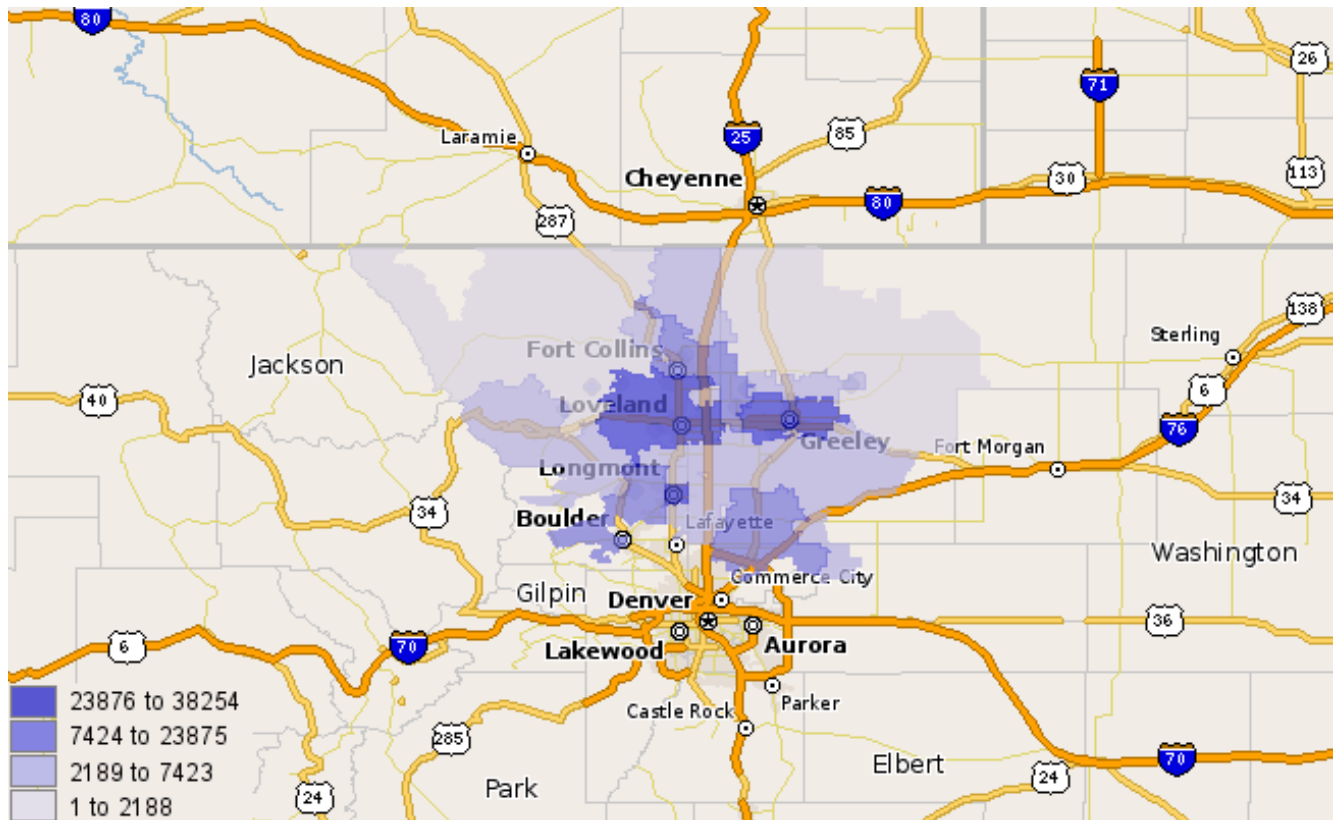 80
26
71
25
85
Laramie
113
30
Cheyenne
80
287
138
Sterling
Fort Collins
Jackson
6
40
Loveland
76
Greeley
Fort Morgan
Longmont
34
34
Boulder
Lafayette
Washington
Commerce City
Gilpin
Denver
36
6
70
Lakewood
Aurora
23876 to 38254
Parker
Castle Rock
7424 to 23875
285
70
2189 to 7423
Elbert
24
Park
24
1 to 2188